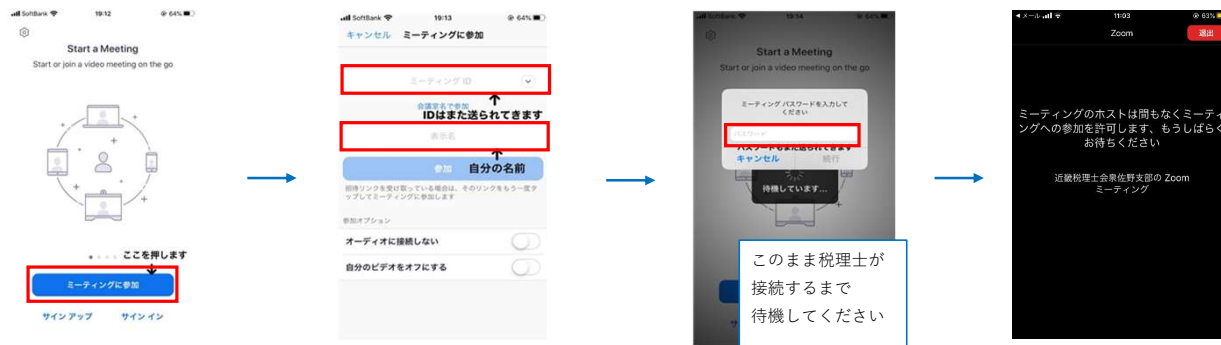 SoftBank 19:12 64%
Start a Meeting
Start or join a video meeting on the go
ここを押します
ミーティングに参加
サインアップ サインイン
SoftBank 19:13 64%
キャンセル ミーティングに参加
ミーティング ID
会議室名で参加
IDはまた送られてきます
表示名
参加 自分の名前
招待リンクを受け取っている場合は、そのリンクをもう一度タ
ップしてミーティングに参加します
参加オプション
オーディオに接続しない
自分のビデオをオフにする
SoftBank 19:14 64%
Start a Meeting
Start or join a video meeting on the go
ミーティング パスワードを入力して
ください
パスワード
パスワードもまた送られてきます
キャンセル 続行
待機しています...
このまま税理士が
接続するまで
待機してください
メール 11:03 63%
Zoom 退出
ミーティングのホストは間もなくミーティ
ングへの参加を許可します、もうしばらく
お待ちください
近畿税理士会泉佐野支部の Zoom
ミーティング